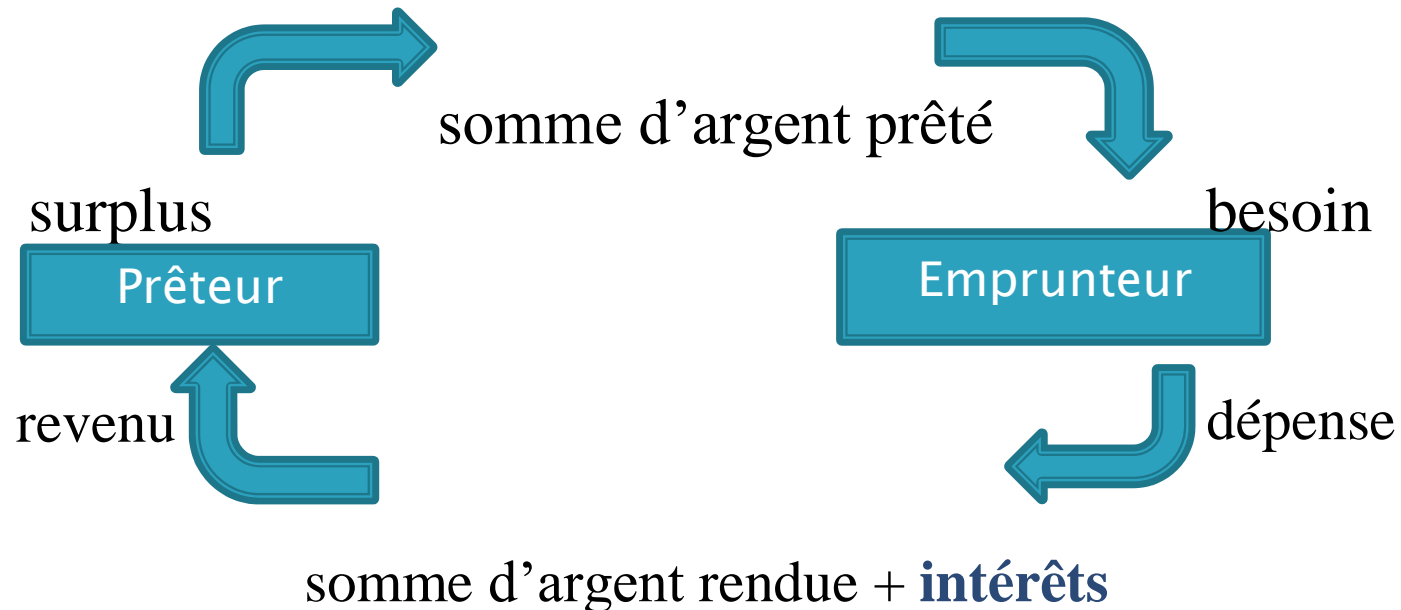 somme d’argent prêté
surplus
besoin
Prêteur
Emprunteur
revenu
dépense
somme d’argent rendue + intérêts